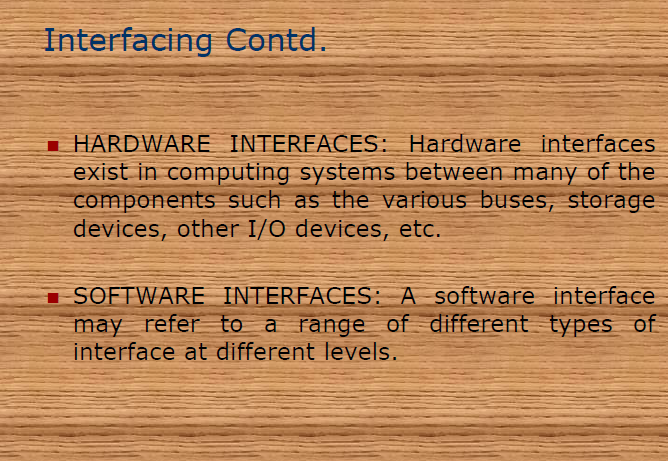 Interfacing Contd.
HARDWARE INTERFACES: Hardware interfaces
exist in computing systems between many of the
components such as the various buses, storage
devices, other I/O devices, etc.
SOFTWARE INTERFACES: A software interface
may refer to a range of different types of
interface at different levels.